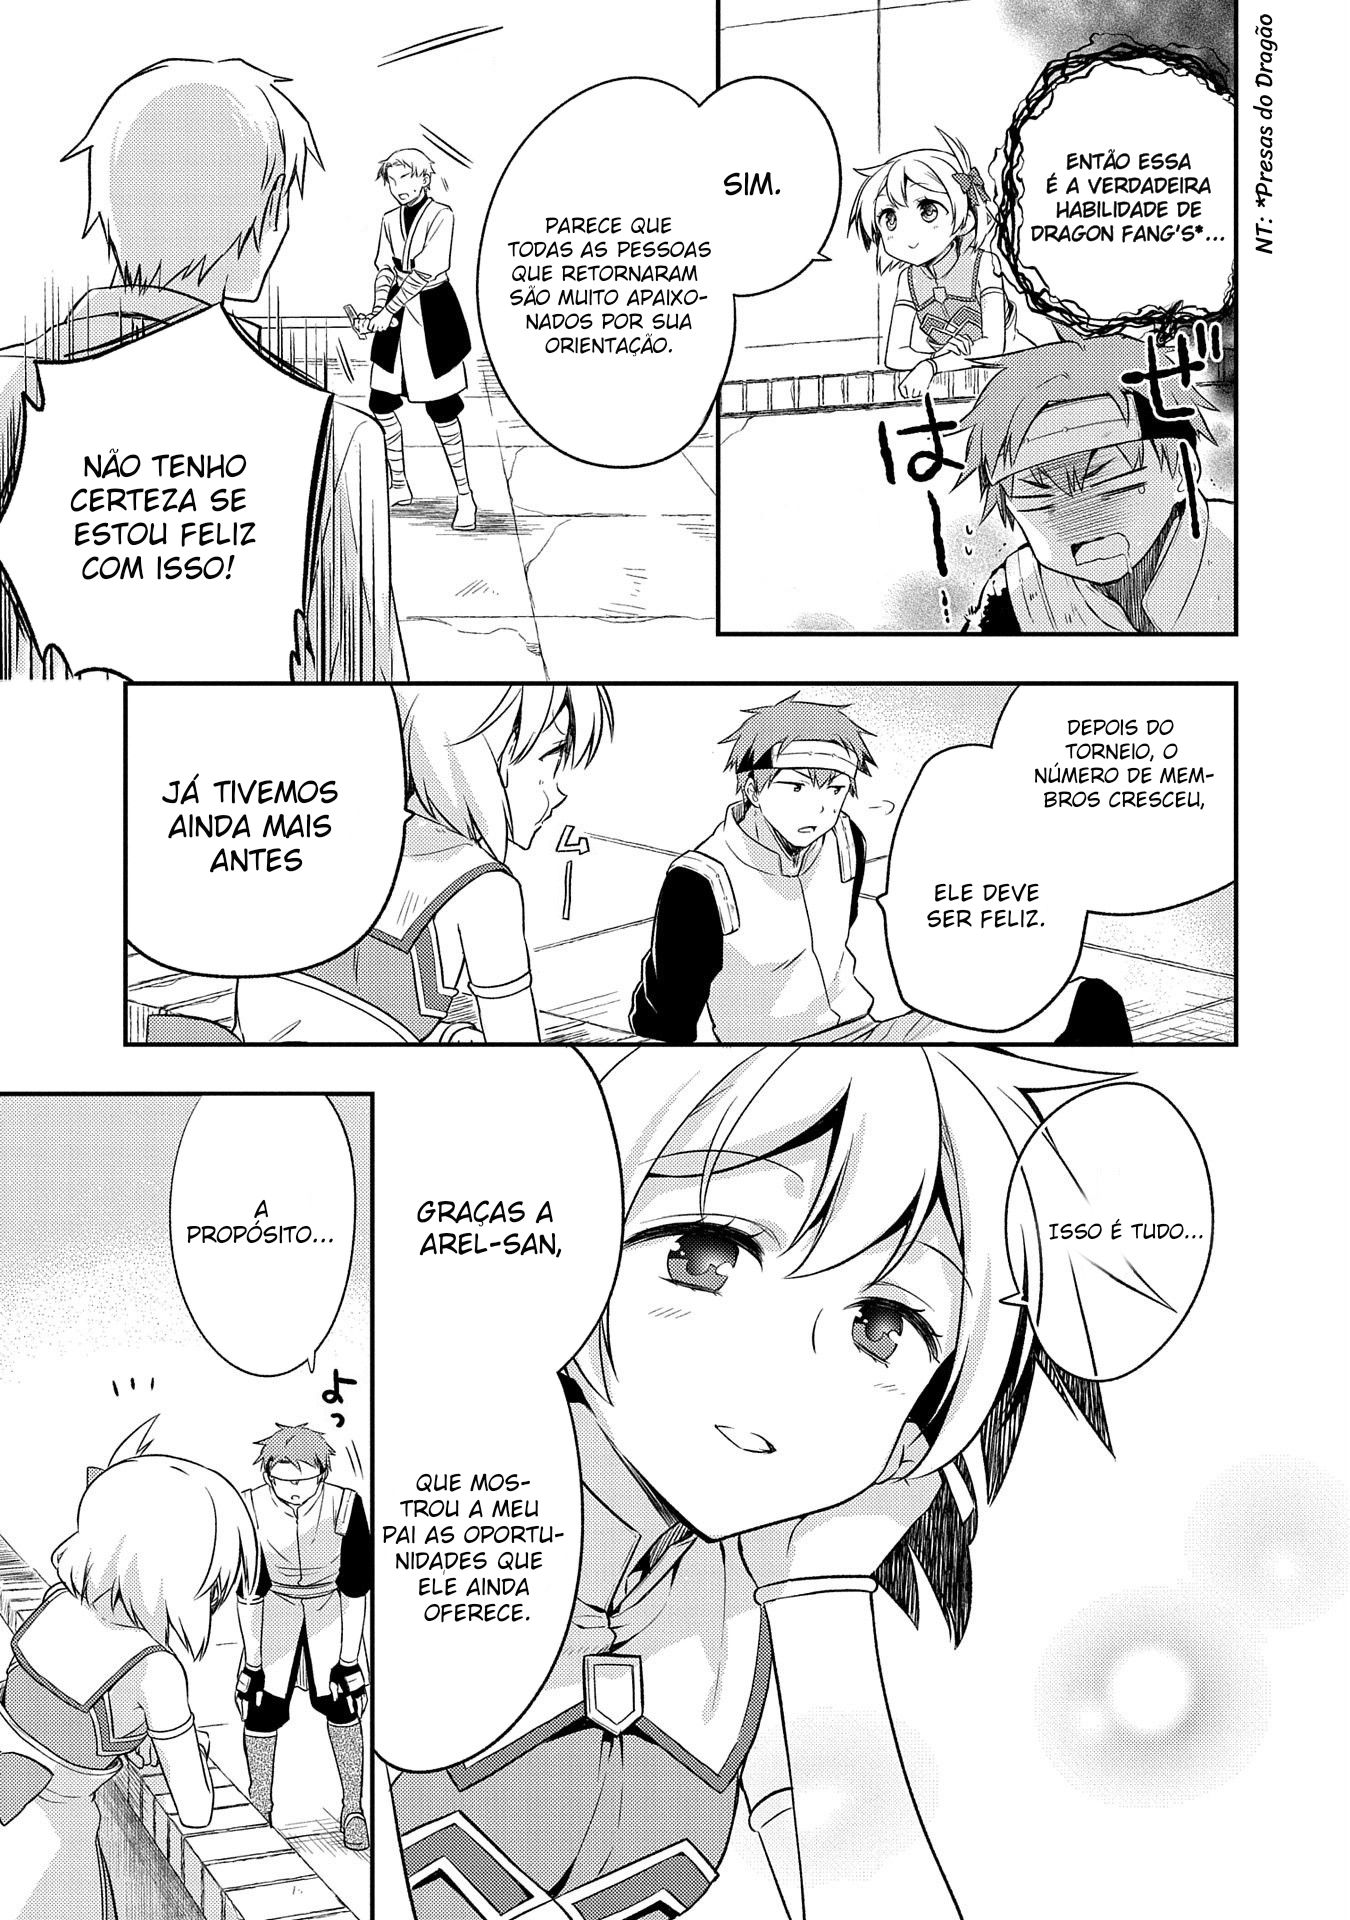 NT: *Presas do Dragão
ENTÃO ESSA
É A VERDADEIRA
HABILIDADE DE
DRAGON FANG'S*...
ぜ
はー
SIM.
PARECE QUE
TODAS AS PESSOAS
QUE RETORNARAM
SÃO MUITO APAIXO-
NADOS POR SUA
ORIENTAÇÃO.
NÃO TENHO
CERTEZA SE
ESTOU FELIZ
COM ISSO!
DEPOIS DO
TORNEIO, O
NÚMERO DE MEM-
BROS CRESCEU,
ELE DEVE
SER FELIZ.
ムー
JÁ TIVEMOS
AINDA MAIS
ANTES
ISSO É TUDO...
GRAÇAS A
AREL-SAN,
QUE MOS-
TROU A MEU
PAI AS OPORTU-
NIDADES QUE
ELE AINDA
OFERECE.
A
PROPÓSITO...
よっ